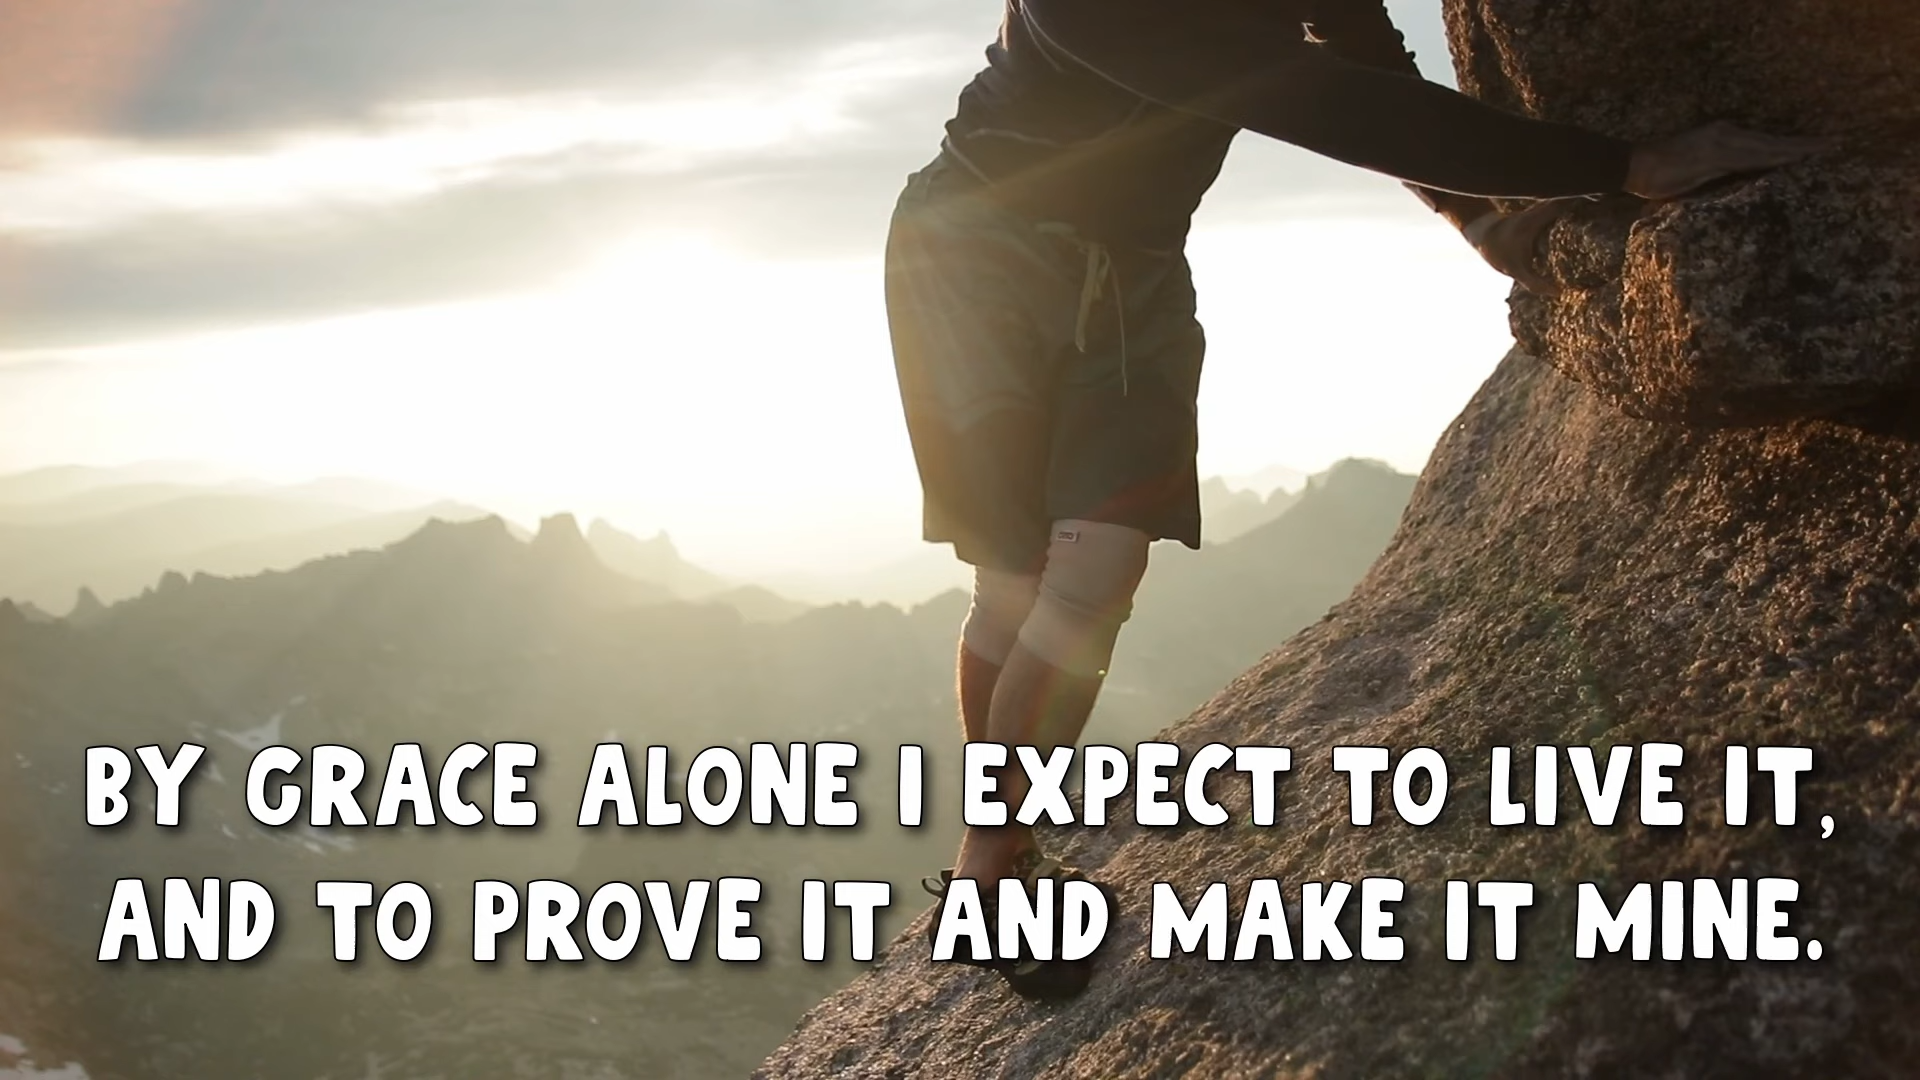 BY GRACE ALONE I EXPECT TO LIVE IT,
AND TO PROVE IT AND MAKE IT MINE.